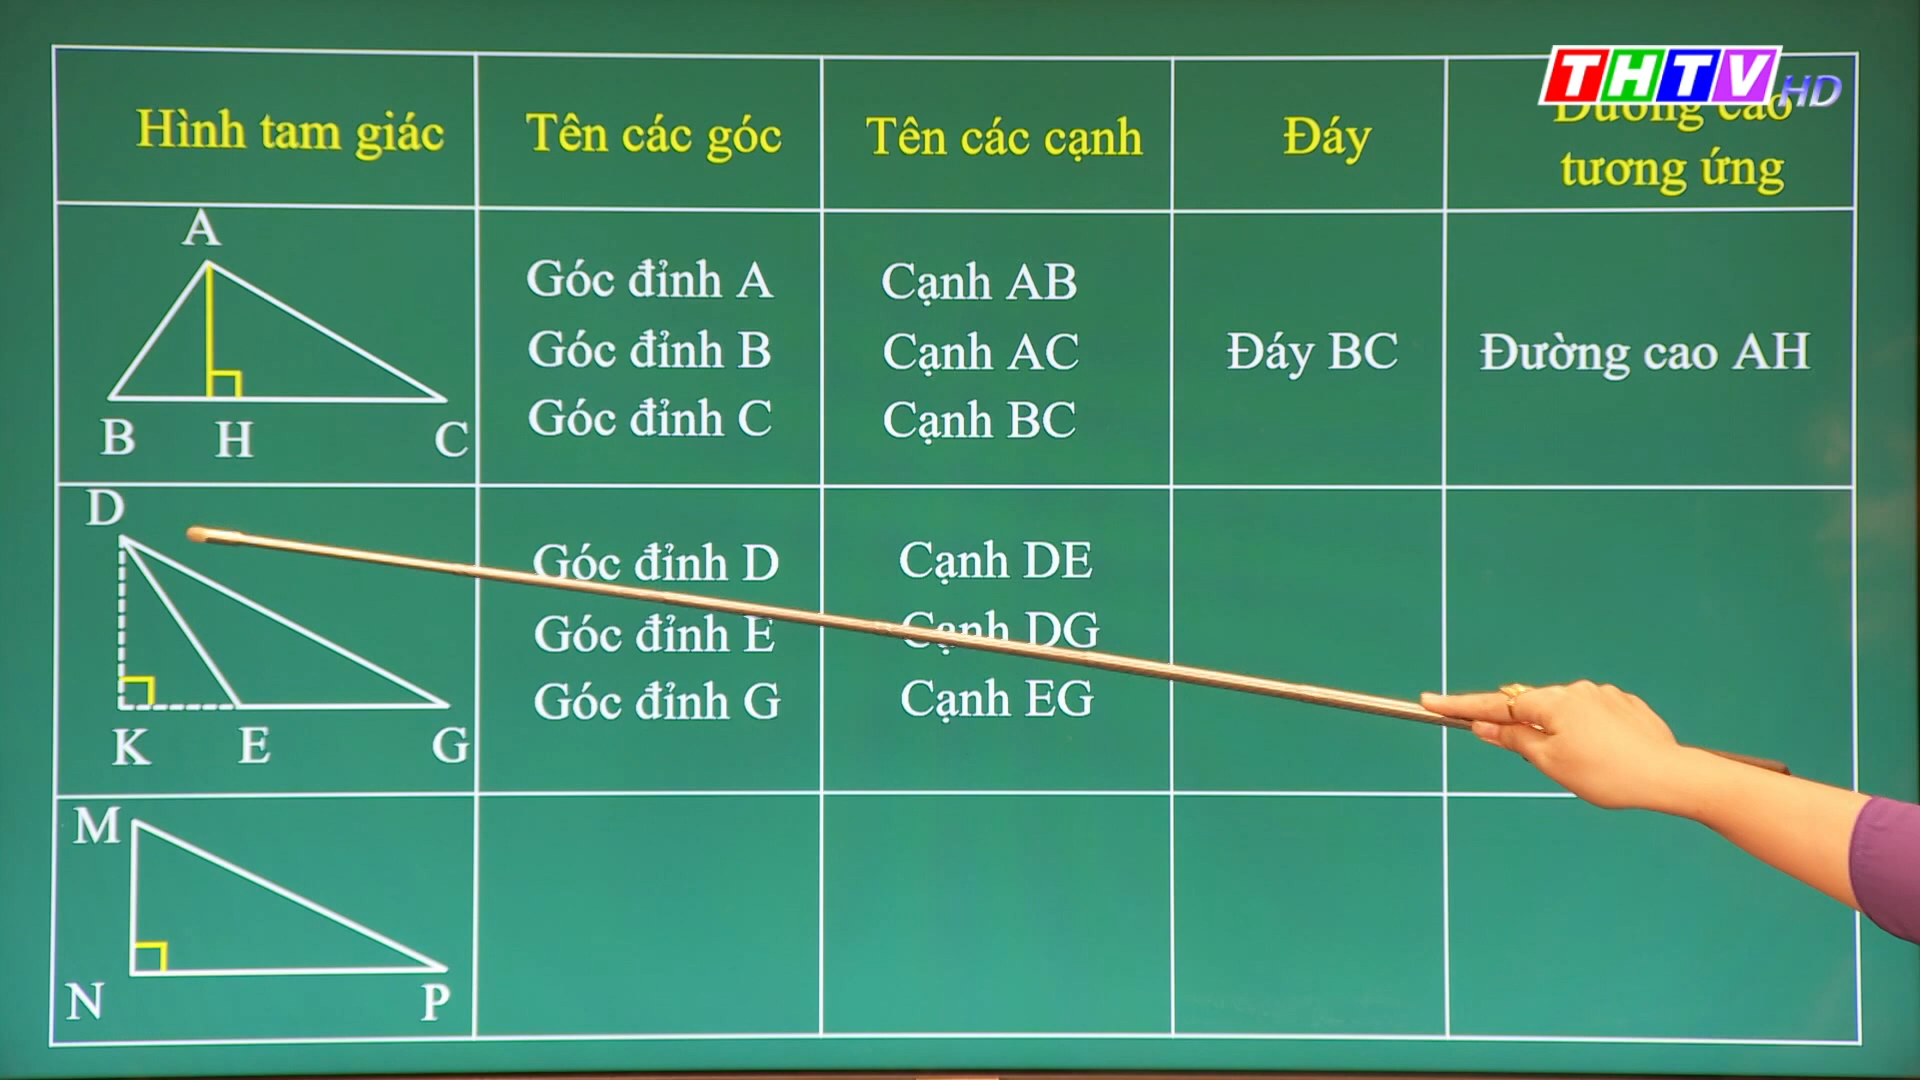 THTV HD
Hình tam giác
Tên các góc
Tên các cạnh
Đáy
Đường cao
tương ứng
A
B H C
Góc đỉnh A
Góc đỉnh B
Góc đỉnh C
Cạnh AB
Cạnh AC
Cạnh BC
Đáy BC
Đường cao AH
D
K E G
Góc đỉnh D
Góc đỉnh E
Góc đỉnh G
Cạnh DE
Cạnh DG
Cạnh EG
M
N P